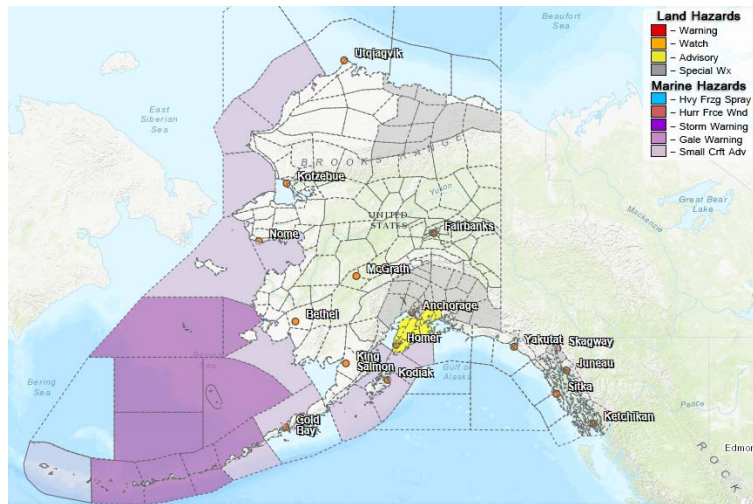 Beaufort
Sea
Land Hazards
– Warning
– Watch
– Advisory
– Special Wx
Marine Hazards
– Hvy Frzg Spray
– Hurr Frce Wnd
– Storm Warning
– Gale Warning
– Small Crft Adv
Utqiagvik
East
Siberian
Sea
BROOKS RANGE
Kotzebue
Yukon
Great Bear
Lake
Mackenzie
UNITED
STATES
Nome
Fairbanks
McGrath
Anchorage
Bethel
Homer
Yakutat
Skagway
King
Salmon
Kodiak
Gulf of
Alaska
Juneau
Bering
Sea
Sitka
Peace
Cold
Bay
Ketchikan
Edmon
ROCK